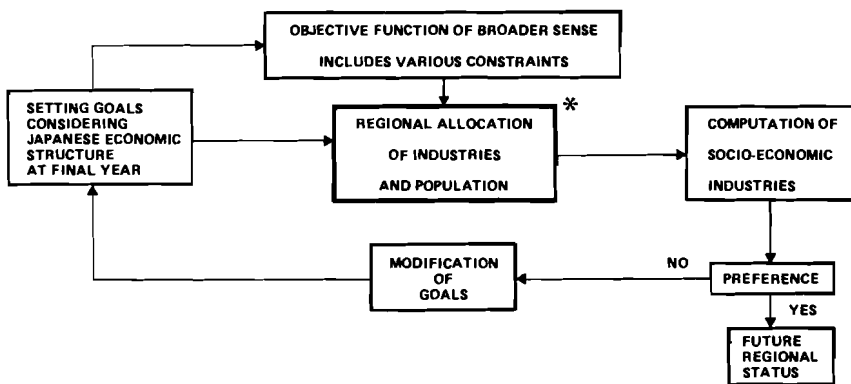 OBJECTIVE FUNCTION OF BROADER SENSE
INCLUDES VARIOUS CONSTRAINTS
SETTING GOALS
CONSIDERING
JAPANESE ECONOMIC
STRUCTURE
AT FINAL YEAR
REGIONAL ALLOCATION
OF INDUSTRIES
AND POPULATION
*
COMPUTATION OF
SOCIO-ECONOMIC
INDUSTRIES
MODIFICATION
OF
GOALS
NO
PREFERENCE
YES
FUTURE
REGIONAL
STATUS